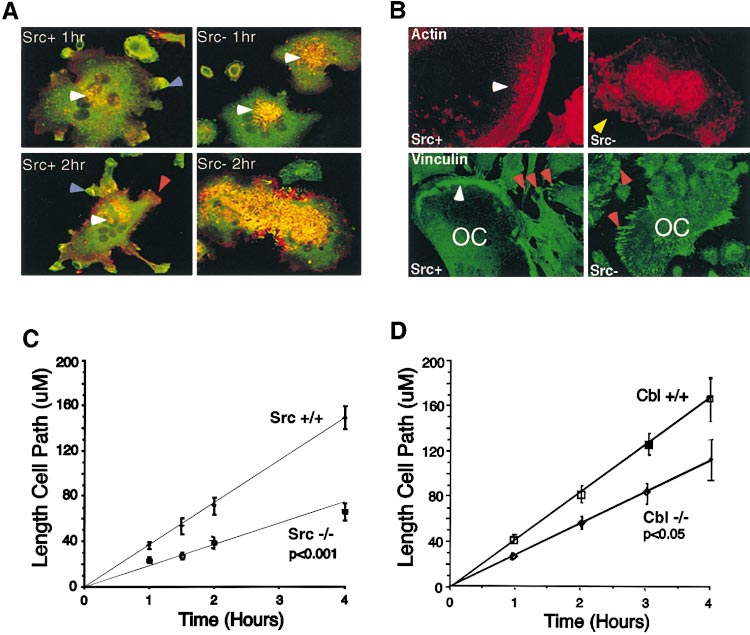 A
Src+ 1hr
Src- 1hr
Src+ 2hr
Src- 2hr
B
Actin
Src+
Src-
Vinculin
OC
Src+
OC
Src-
C
Length Cell Path (uM)
200
160
120
80
40
0
0
1
2
3
4
Time (Hours)
Src +/+
Src -/-
p<0.001
D
Length Cell Path (uM)
200
160
120
80
40
0
0
1
2
3
4
Time (Hours)
Cbl +/+
Cbl -/-
p<0.05